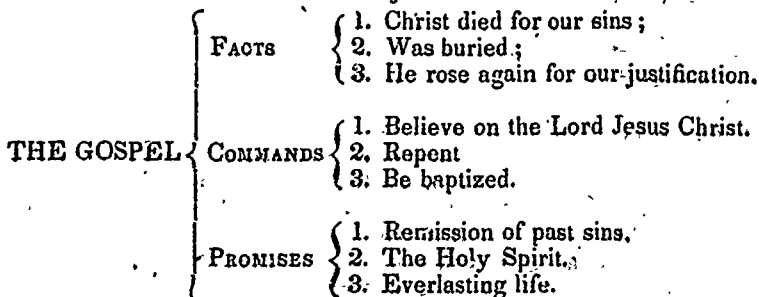 FACTS
1. Christ died for our sins;
2. Was buried.;
3. He rose again for our justification.
THE GOSPEL
COMMANDS
1. Believe on the Lord Jesus Christ.
2. Repent
3. Be baptized.
PROMISES
1. Remission of past sins.
2. The Holy Spirit.
3. Everlasting life.